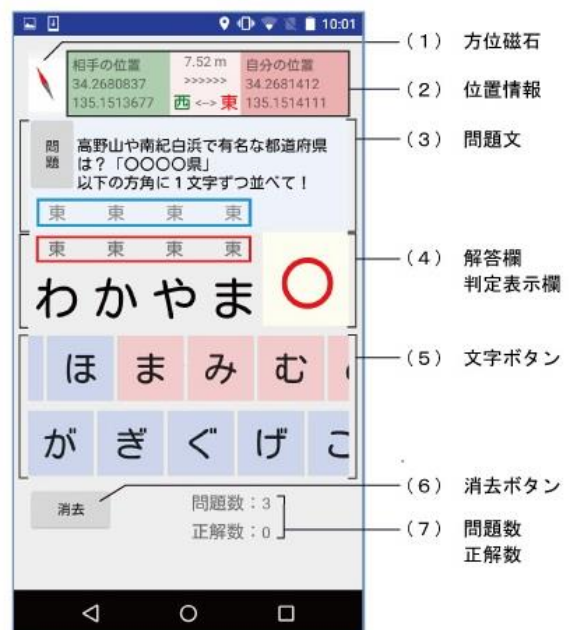 10:01
相手の位置
34.2680837
135.1513677
7.52 m
>>>>>>
西 <--> 東
自分の位置
34.2681412
135.1514111
問題
高野山や南紀白浜で有名な都道府県
は？「〇〇〇〇県」
以下の方角に１文字ずつ並べて！
東 東 東 東
東 東 東 東
わ か や ま
ほ ま み む
が ぎ ぐ げ こ
消去
問題数：3
正解数：0
（１） 方位磁石
（２） 位置情報
（３） 問題文
（４） 解答欄
判定表示欄
（５） 文字ボタン
（６） 消去ボタン
（７） 問題数
正解数